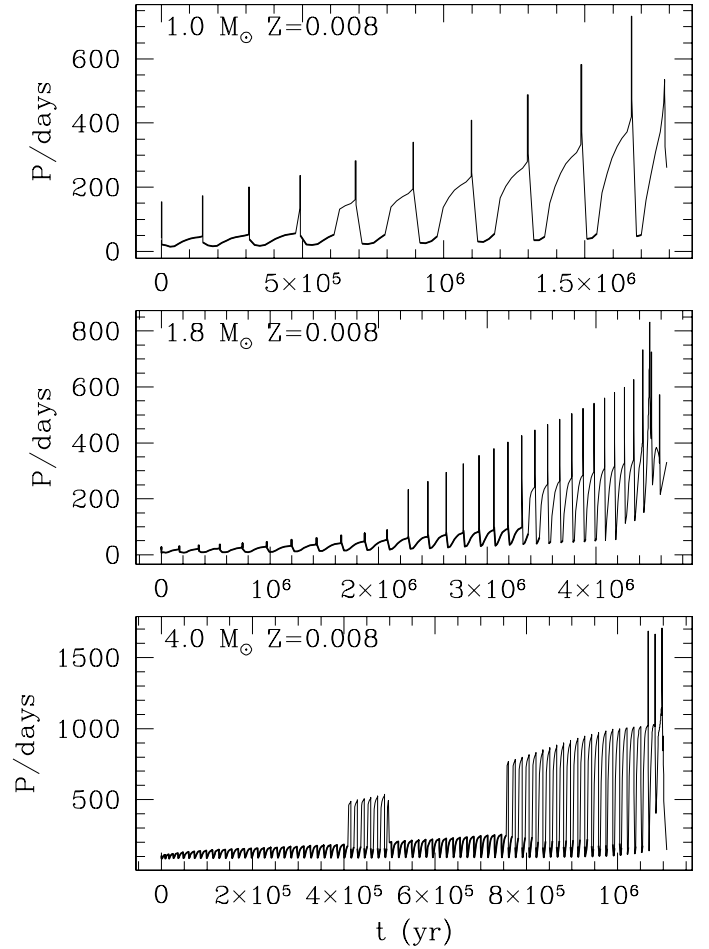 1.0 M⊙ Z=0.008
600
400
200
0
P/days
0 5×10⁵ 10⁶ 1.5×10⁶
1.8 M⊙ Z=0.008
800
600
400
200
0
P/days
0 10⁶ 2×10⁶ 3×10⁶ 4×10⁶
4.0 M⊙ Z=0.008
1500
1000
500
P/days
0 2×10⁵ 4×10⁵ 6×10⁵ 8×10⁵ 10⁶
t (yr)